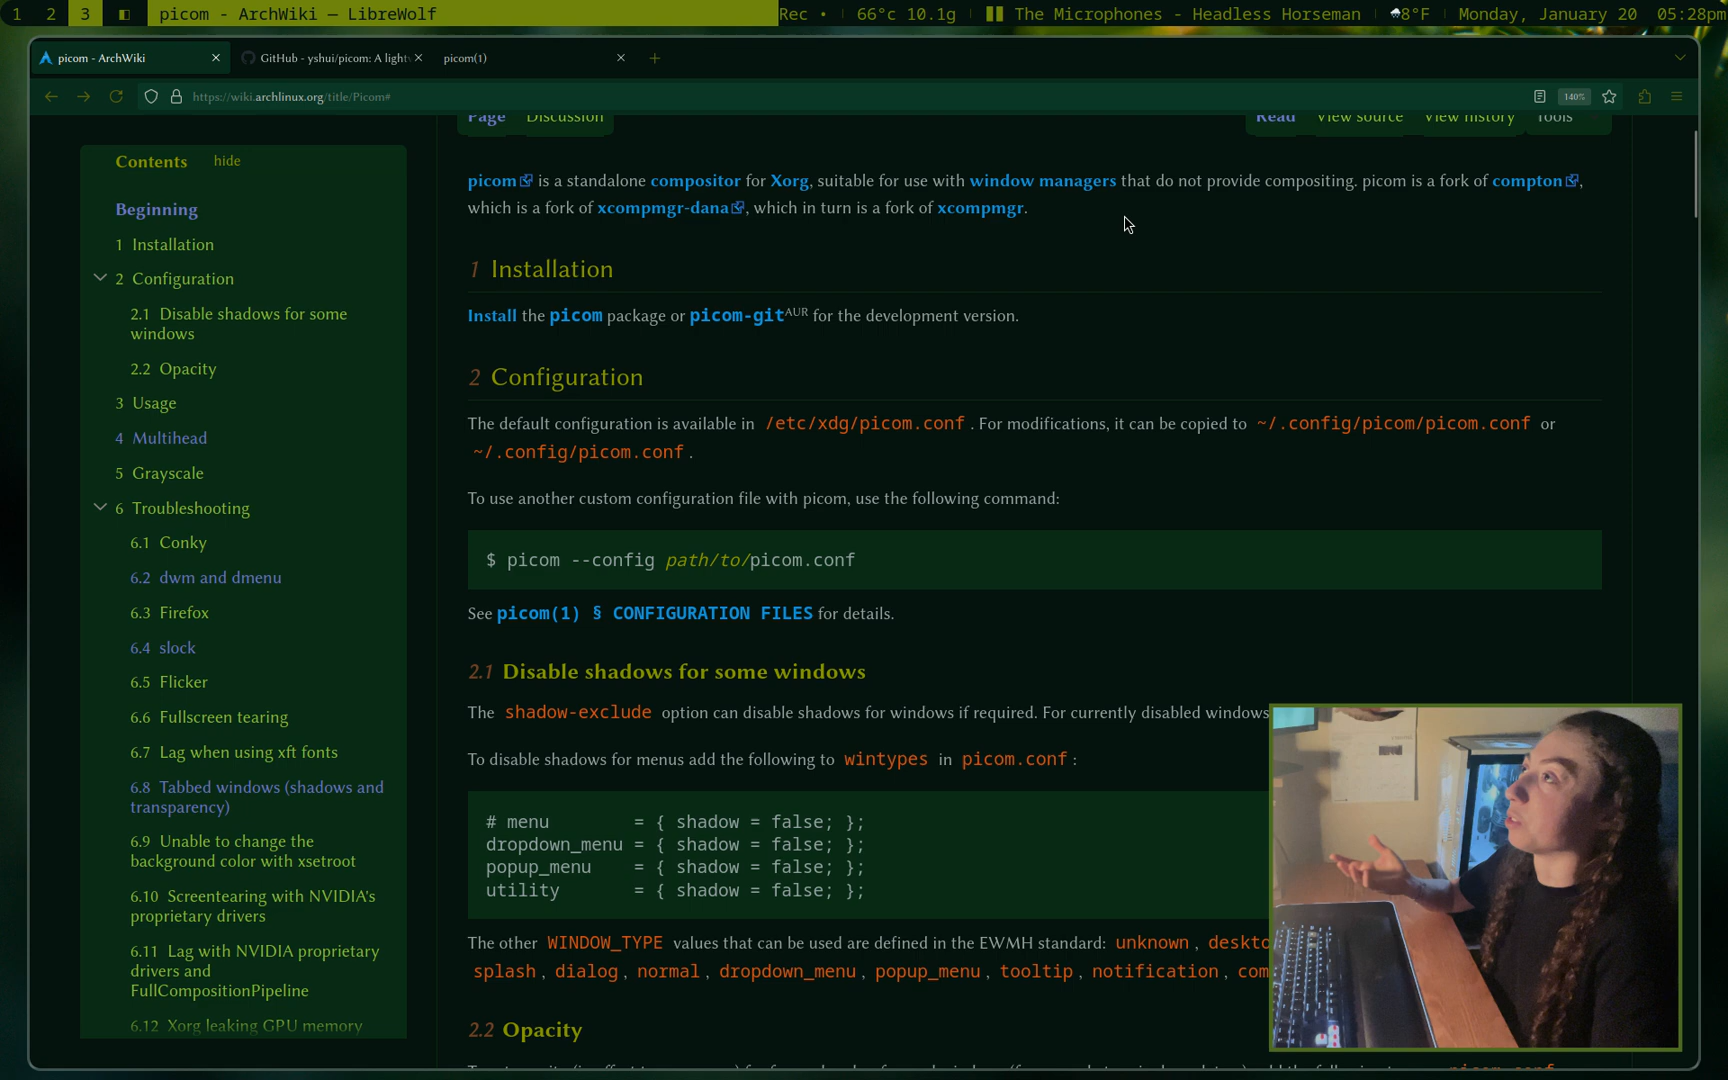 1 2 3 picom - ArchWiki — LibreWolf Rec • 66°c 10.1g The Microphones - Headless Horseman 8°F Monday, January 20 05:28pm
picom - ArchWiki GitHub - yshui/picom: A light picom(1)
https://wiki.archlinux.org/title/Picom# 140%
Page Discussion Read View source View history Tools
Contents hide
Beginning
1 Installation
2 Configuration
2.1 Disable shadows for some
windows
2.2 Opacity
3 Usage
4 Multihead
5 Grayscale
6 Troubleshooting
6.1 Conky
6.2 dwm and dmenu
6.3 Firefox
6.4 slock
6.5 Flicker
6.6 Fullscreen tearing
6.7 Lag when using xft fonts
6.8 Tabbed windows (shadows and
transparency)
6.9 Unable to change the
background color with xsetroot
6.10 Screentearing with NVIDIA's
proprietary drivers
6.11 Lag with NVIDIA proprietary
drivers and
FullCompositionPipeline
6.12 Xorg leaking GPU memory
picom is a standalone compositor for Xorg, suitable for use with window managers that do not provide compositing. picom is a fork of compton,
which is a fork of xcompmgr-dana, which in turn is a fork of xcompmgr.
1 Installation
Install the picom package or picom-gitAUR for the development version.
2 Configuration
The default configuration is available in /etc/xdg/picom.conf. For modifications, it can be copied to ~/.config/picom/picom.conf or
~/.config/picom.conf.
To use another custom configuration file with picom, use the following command:
$ picom --config path/to/picom.conf
See picom(1) § CONFIGURATION FILES for details.
2.1 Disable shadows for some windows
The shadow-exclude option can disable shadows for windows if required. For currently disabled windows
To disable shadows for menus add the following to wintypes in picom.conf:
# menu = { shadow = false; };
dropdown_menu = { shadow = false; };
popup_menu = { shadow = false; };
utility = { shadow = false; };
The other WINDOW_TYPE values that can be used are defined in the EWMH standard: unknown,
splash, dialog, normal, dropdown_menu, popup_menu, tooltip, notification,
2.2 Opacity